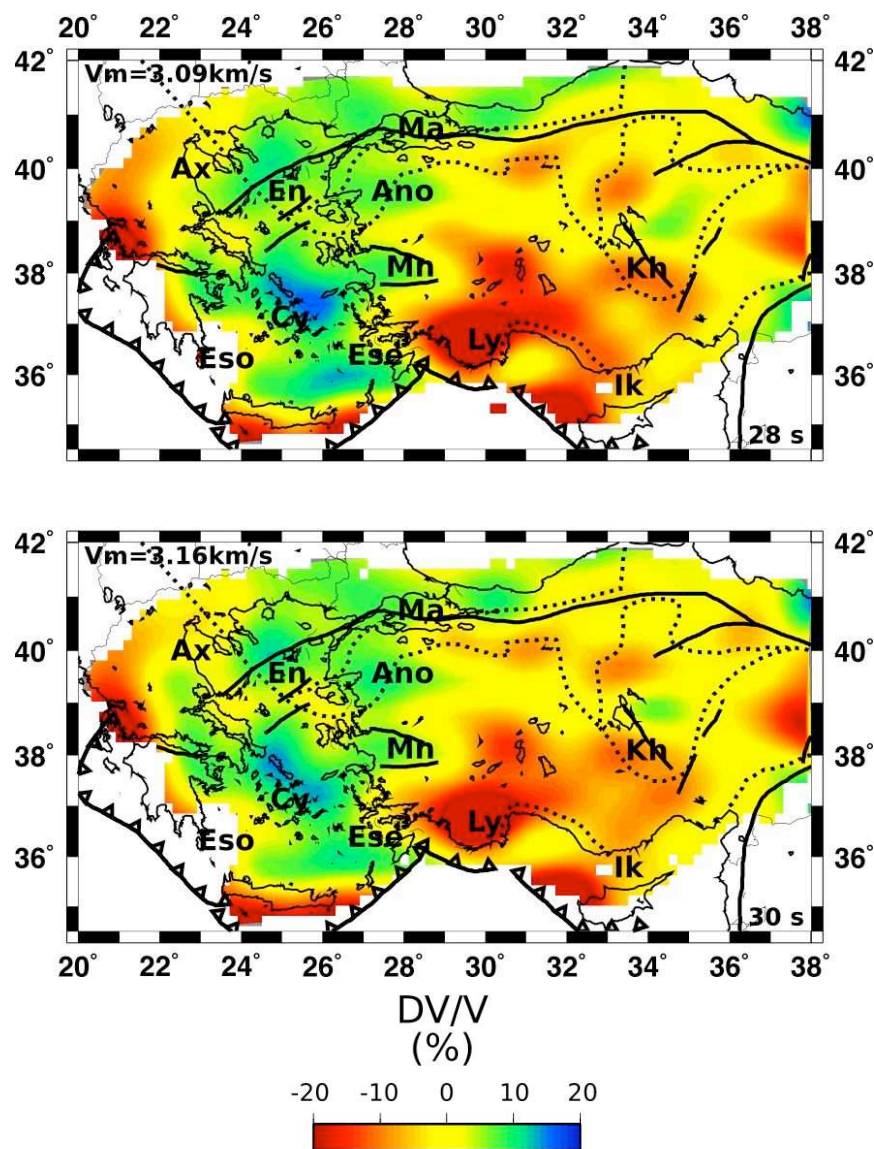 20˚ 22˚ 24˚ 26˚ 28˚ 30˚ 32˚ 34˚ 36˚ 38˚
42˚ 42˚
Vm=3.09km/s
Ma
40˚ Ax 40˚
En Ano
38˚ Mn Kh 38˚
Cy
Ly
Eso Ese
36˚ Ik 36˚
28 s
42˚ 42˚
Vm=3.16km/s
Ma
40˚ Ax 40˚
En Ano
38˚ Mn Kh 38˚
Cy
Ly
Eso Ese
36˚ Ik 36˚
30 s
20˚ 22˚ 24˚ 26˚ 28˚ 30˚ 32˚ 34˚ 36˚ 38˚
DV/V
(%)
-20 -10 0 10 20